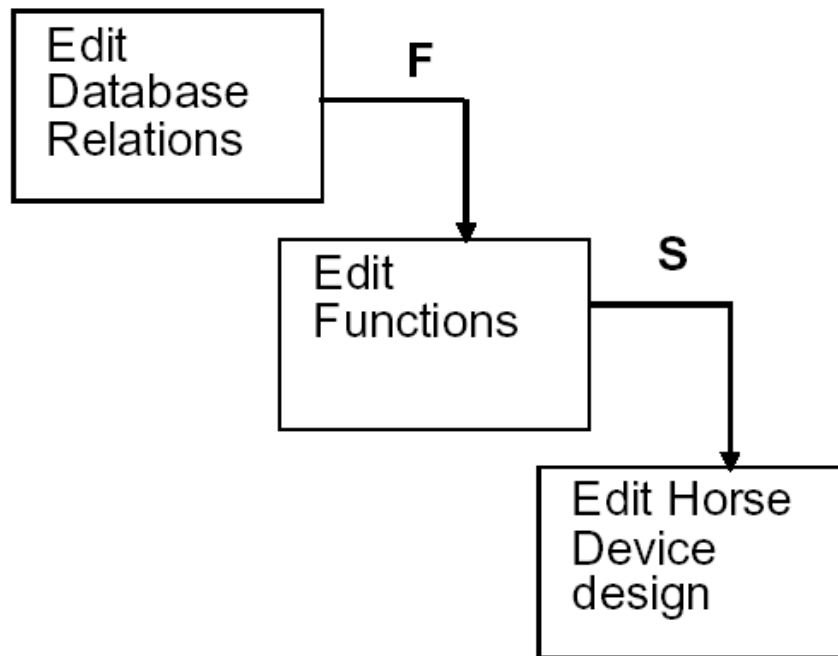 Edit
Database
Relations
F
Edit
Functions
S
Edit Horse
Device
design